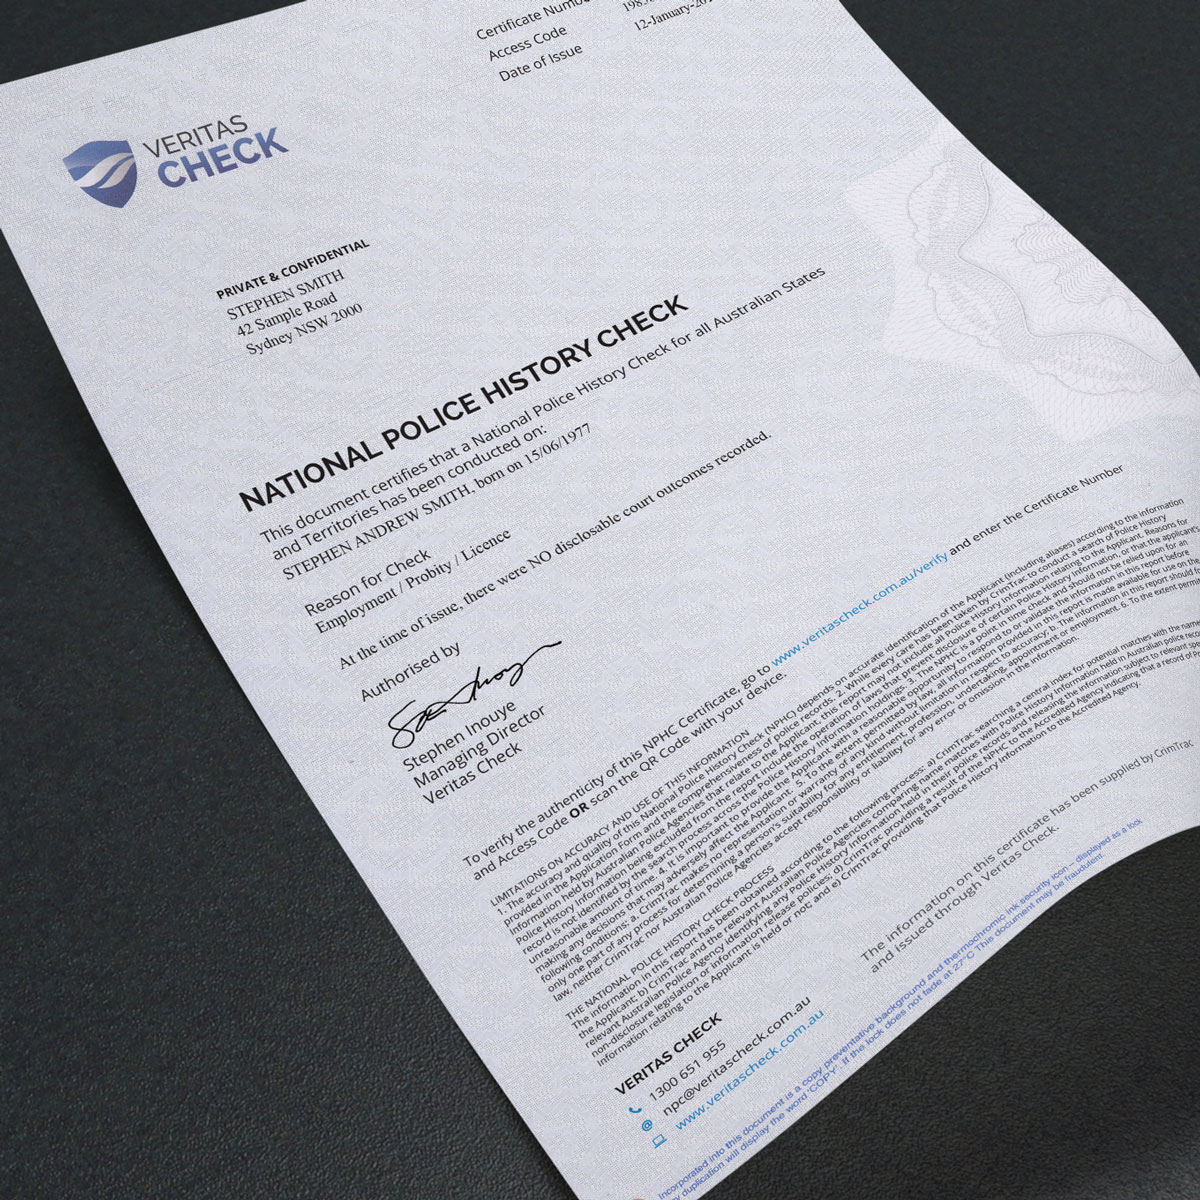 Certificate
Access Code
Date of Issue
12-January-
VERITAS
CHECK
PRIVATE & CONFIDENTIAL
STEPHEN SMITH
42 Sample Road
Sydney NSW 2000
NATIONAL POLICE HISTORY CHECK
This document certifies that a National Police History Check for all Australian States
and Territories has been conducted on:
STEPHEN ANDREW SMITH, born on 15/06/1977
Reason for Check
Employment / Probity / Licence
At the time of issue, there were NO disclosable court outcomes recorded.
Authorised by
Stephen Inouye
Managing Director
Veritas Check
To verify the authenticity of this NPHC Certificate, go to www.veritascheck.com.au/verify and enter the Certificate Number
and Access Code OR scan the QR Code with your device.
LIMITATIONS ON ACCURACY AND USE OF THIS INFORMATION
1. The accuracy and quality of this National Police History Check (NPHC) depends on accurate identification of the Applicant (including aliases) according to the information
provided in the Application Form and the comprehensiveness of police records. 2. While every care has been taken by CrimTrac to conduct a search of Police History
Information held by Australian Police Agencies that relate to the Applicant, this report may not include all Police History Information relating to the Applicant. Reasons for
Police History Information being excluded from the report include the operation of laws that prevent disclosure of certain Police History Information, or that the applicant's
record is not identified by the search process across the Police History Information holdings. 3. The NPHC is a point in time check and should not be relied upon for an
unreasonable amount of time. 4. It is important to provide the Applicant with a reasonable opportunity to respond to or validate the information in this report before
making any decisions that may adversely affect the Applicant. 5. To the extent permitted by law, all information provided in this report is made available for use on the
following conditions: a. CrimTrac makes no representation or warranty of any kind without limitation in respect to accuracy; b. The information in this report should
only one part of any process for determining a person's suitability for any entitlement, profession, undertaking, appointment or employment. 6. To the extent
law, neither CrimTrac nor Australian Police Agencies accept responsibility or liability for any error or omission in the information.
THE NATIONAL POLICE HISTORY CHECK PROCESS
The information in this report has been obtained according to the following process: a) CrimTrac searching a central index for potential matches with the
the Applicant; b) CrimTrac and the relevant Australian Police Agencies comparing name matches with Police History Information held in Australian police
relevant Australian Police Agency identifying any Police History Information held in their police records and releasing the information subject to relevant
non-disclosure legislation or information release policies; d) CrimTrac providing a result of the NPHC to the Accredited Agency indicating that a record of
Information relating to the Applicant is held or not; and e) CrimTrac providing that Police History Information to the Accredited Agency.
The information on this certificate has been supplied by CrimTrac
and issued through Veritas Check.
VERITAS CHECK
1300 651 955
npc@veritascheck.com.au
www.veritascheck.com.au
Incorporated into this document is a copy preventative background and thermochromic ink security icon – displayed as a lock
duplication will display the word 'COPY'. If the lock does not fade at 27°C This document may be fraudulent.